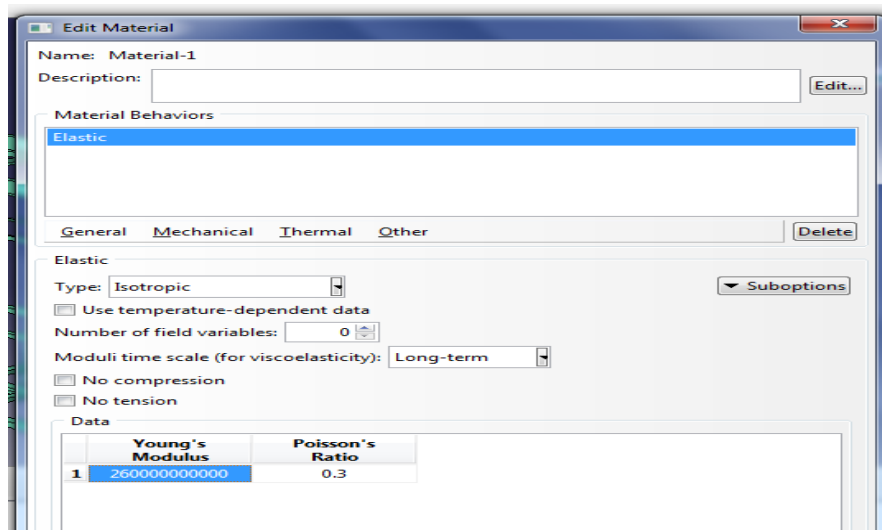 Edit Material
Name: Material-1
Description:
Edit...
Material Behaviors
Elastic
General Mechanical Thermal Other
Delete
Elastic
Type: Isotropic
Suboptions
Use temperature-dependent data
Number of field variables: 0
Moduli time scale (for viscoelasticity): Long-term
No compression
No tension
Data
Young's Modulus
Poisson's Ratio
1 260000000000 0.3